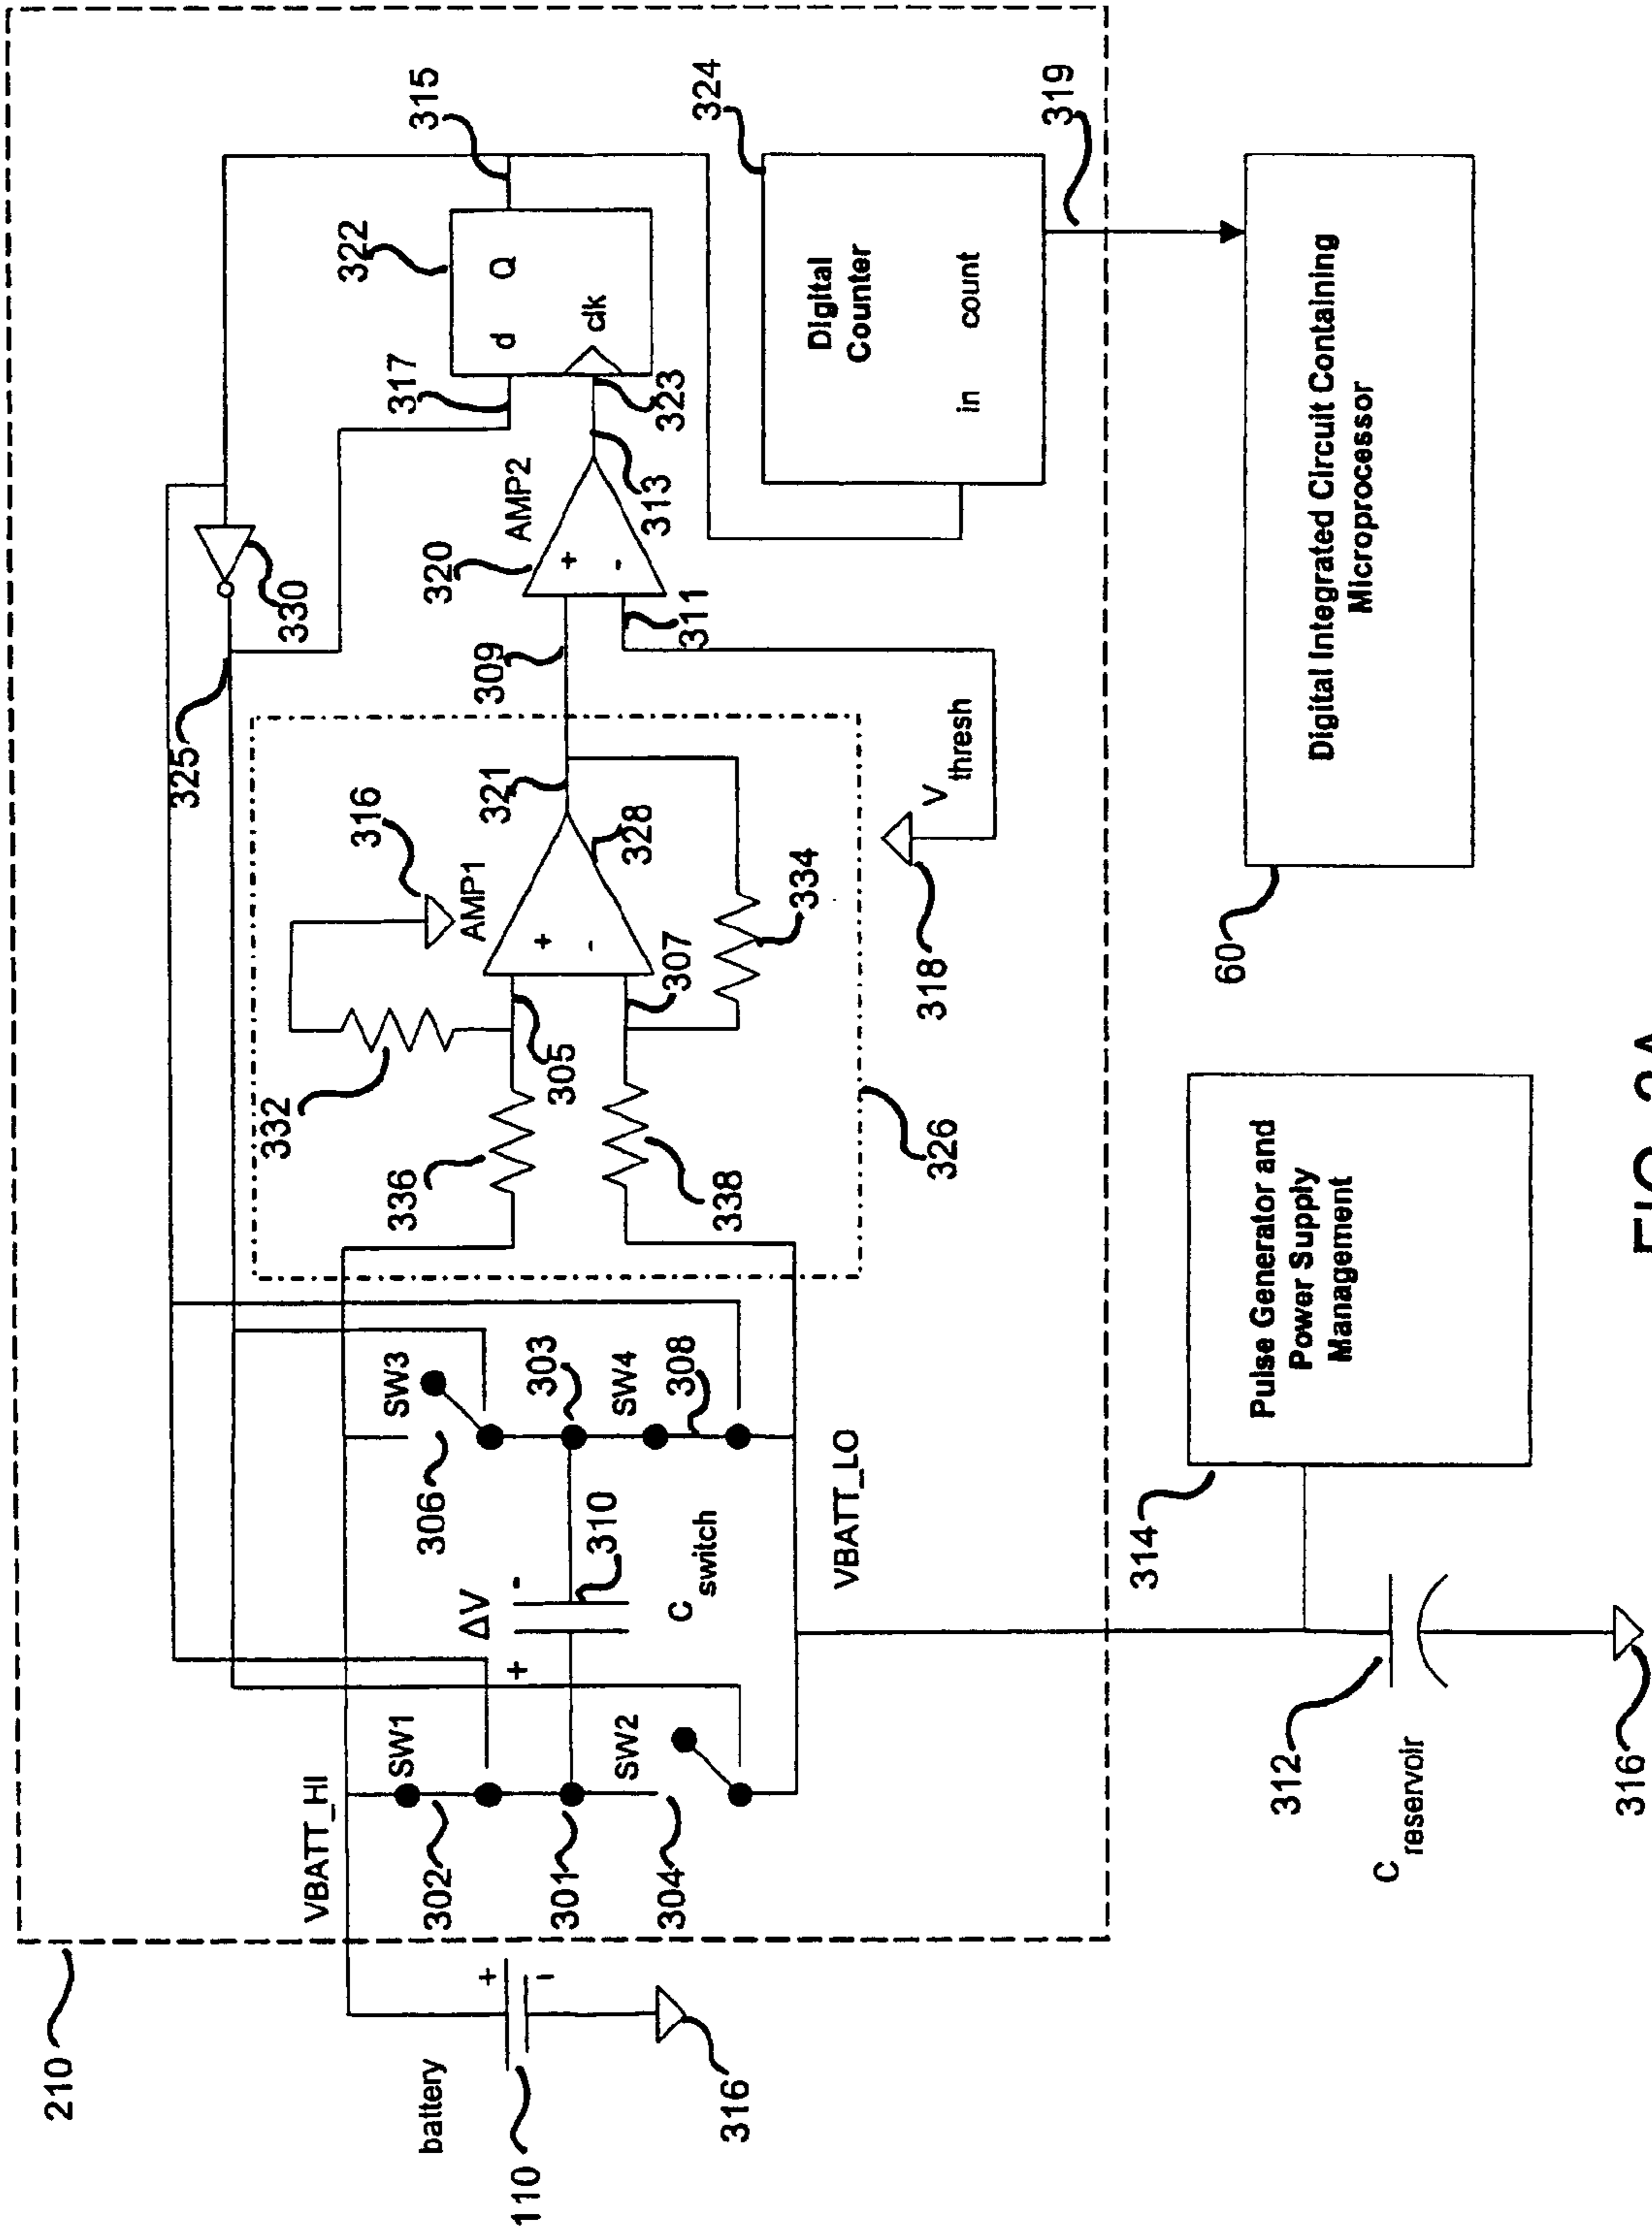 210
325
330
315
317
322
d
Q
clk
323
324
Digital
Counter
in
count
319
332
316
AMP1
+
-
305
307
321
328
334
336
338
326
309
311
AMP2
320
+
-
313
318
V
thresh
VBATT_HI
SW1
302
301
SW2
304
+
ΔV
-
310
C
switch
SW3
306
303
SW4
308
VBATT_LO
battery
110
+
-
316
314
Pulse Generator and
Power Supply
Management
60
Digital Integrated Circuit Containing
Microprocessor
312
C
reservoir
316